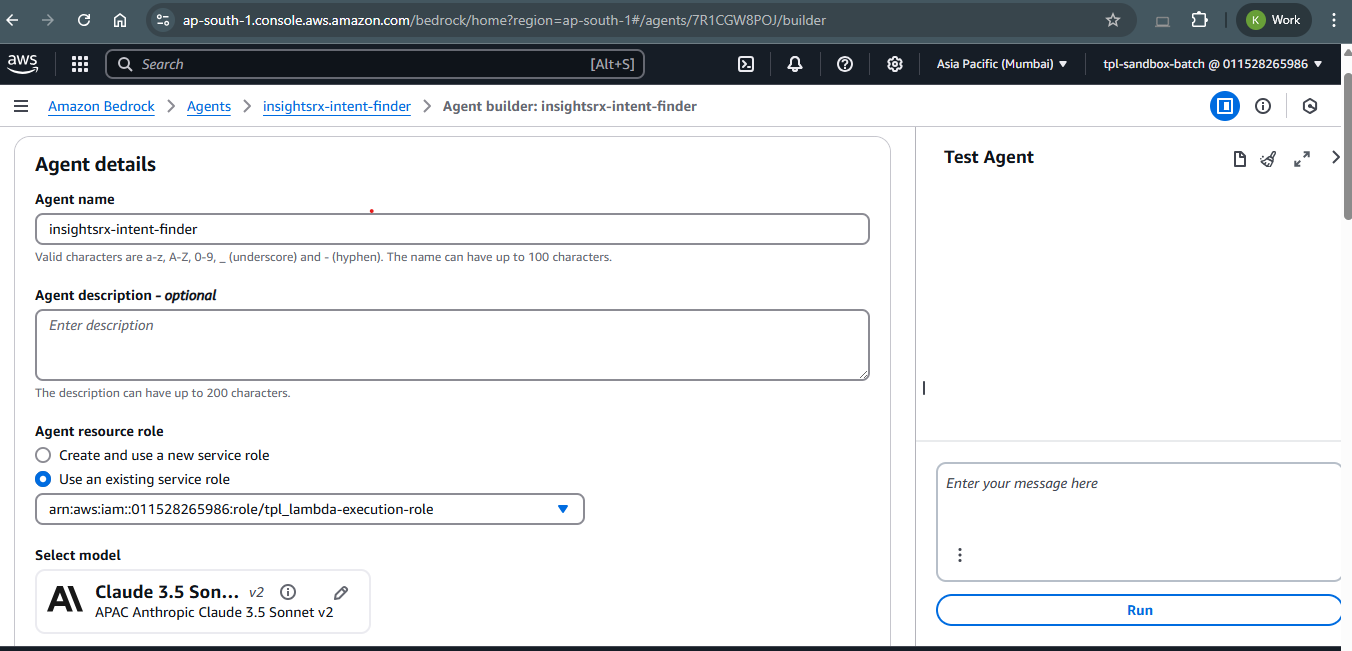 ap-south-1.console.aws.amazon.com/bedrock/home?region=ap-south-1#/agents/7R1CGW8POJ/builder
K Work
aws
Search [Alt+S]
Asia Pacific (Mumbai)
tpl-sandbox-batch @ 011528265986
Amazon Bedrock > Agents > insightsrx-intent-finder > Agent builder: insightsrx-intent-finder
Agent details
Agent name
insightsrx-intent-finder
Valid characters are a-z, A-Z, 0-9, _ (underscore) and - (hyphen). The name can have up to 100 characters.
Agent description - optional
Enter description
The description can have up to 200 characters.
Agent resource role
Create and use a new service role
Use an existing service role
arn:aws:iam::011528265986:role/tpl_lambda-execution-role
Select model
Claude 3.5 Son... v2
APAC Anthropic Claude 3.5 Sonnet v2
Test Agent
Enter your message here
Run